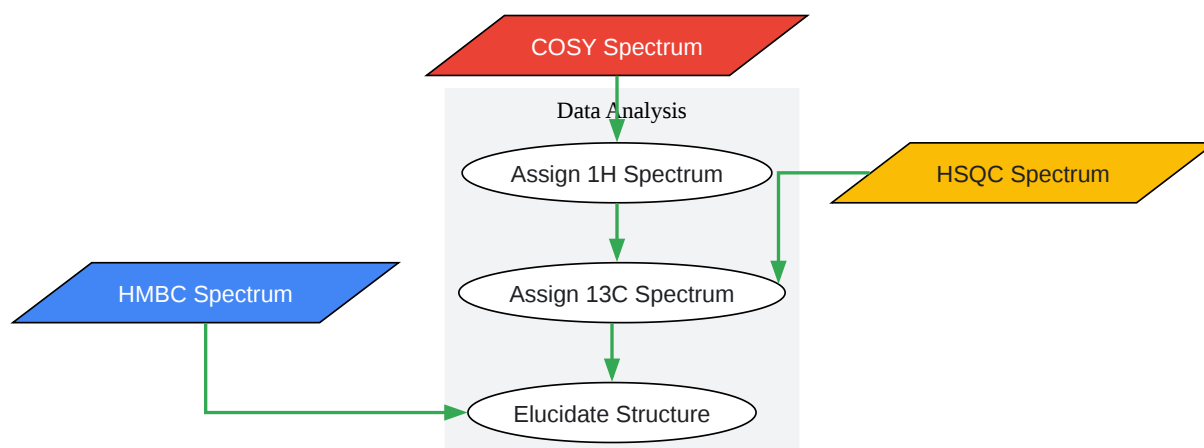 COSY Spectrum
Data Analysis
Assign 1H Spectrum
HSQC Spectrum
HMBC Spectrum
Assign 13C Spectrum
Elucidate Structure